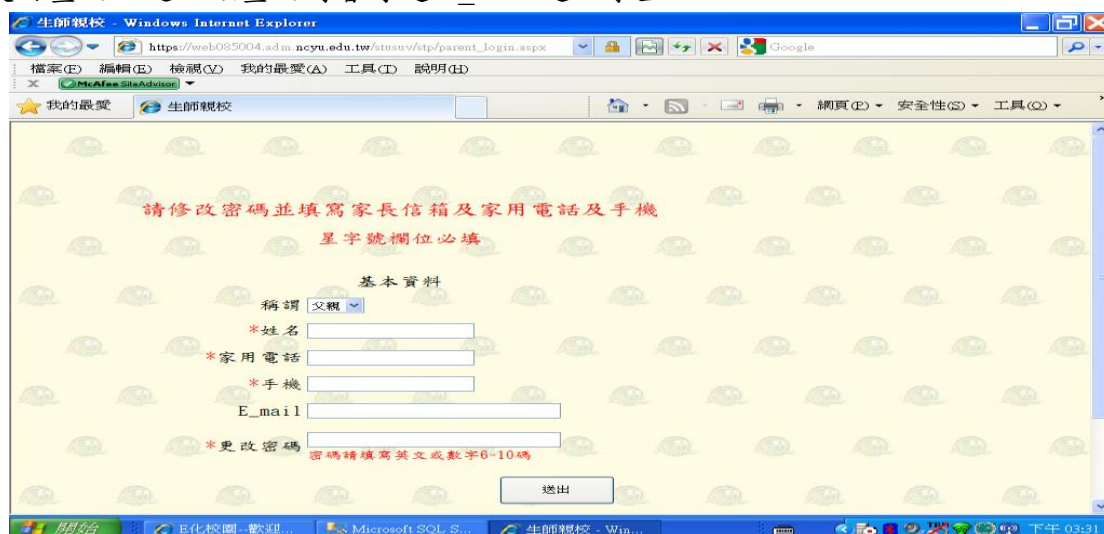 生師親校 - Windows Internet Explorer
https://web085004.adm.ncyu.edu.tw/stusuv/stp/parent_login.aspx
Google
檔案(F) 編輯(E) 檢視(V) 我的最愛(A) 工具(T) 說明(H)
X McAfee SiteAdvisor
我的最愛 生師親校 網頁(P) 安全性(S) 工具(O)
請修改密碼並填寫家長信箱及家用電話及手機
星字號欄位必填
基本資料
稱謂 父親
*姓名
*家用電話
*手機
E_mail
*更改密碼
密碼請填寫英文或數字6~10碼
送出
開始 E化校園--歡迎... Microsoft SQL S... 生師親校 - Win... 下午 03:31